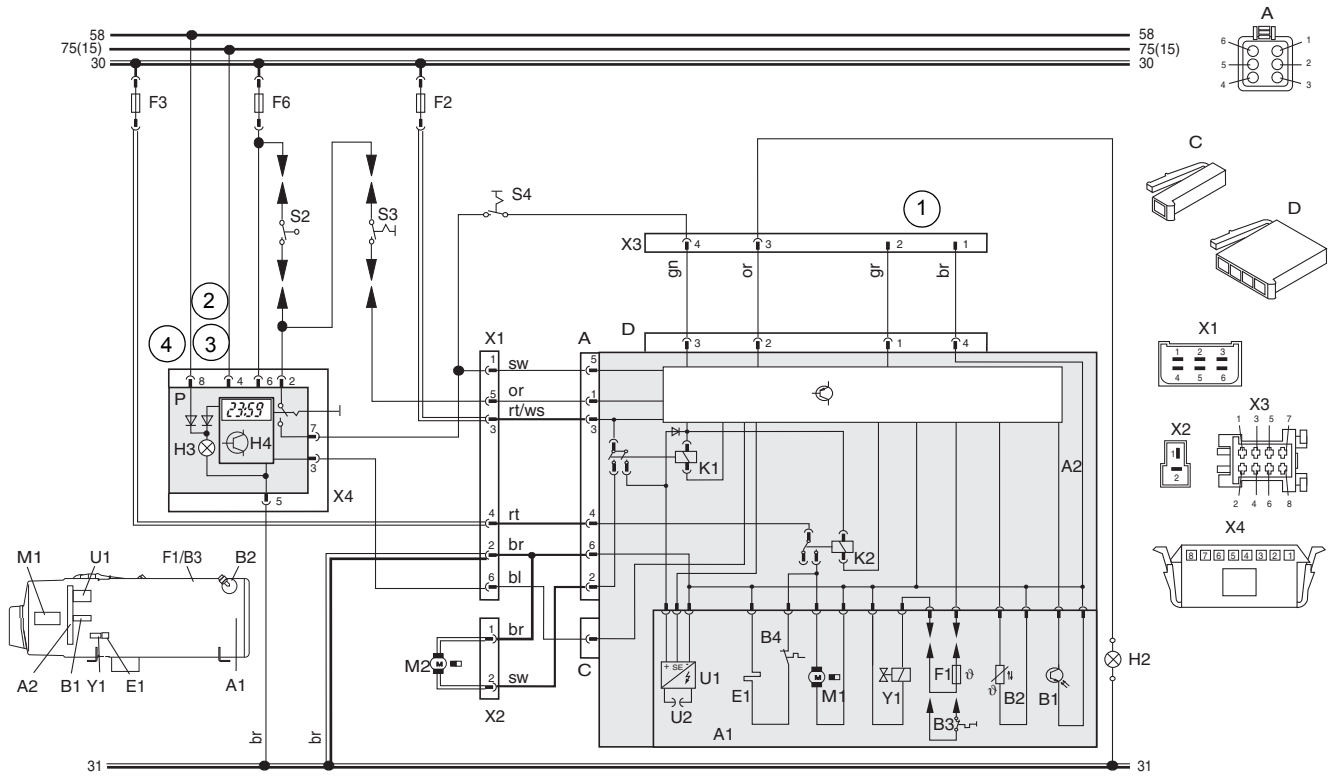 58 58
75(15) 75(15)
30 30
A
6 1
5 2
4 3
F3 F6 F2
C
S4
1
S2 S3
D
X3 4 3 2 1
gn or gr br
2
4 3
X1 A D 3 2 1 4
X1
1 2 3
4 5 6
8 4 6 2
1 sw 5
P 23:59
5 or 1
rt/ws
3 3
7
H3 H4
3
X3
X2 1 3 5 7
1
2
2 4 6 8
K1 A2
5 X4
4 rt 4
X4
2 br 6
K2
8 7 6 5 4 3 2 1
6 bl 2
M1 U1 F1/B3 B2
1 br
C
B4
M2 M
+ SE
U1 E1 M M1 Y1 F1 ϑ ϑ B2 B1
H2
2 sw
U2
B3
A2 B1 Y1 E1 A1
X2
A1
br br
31 31